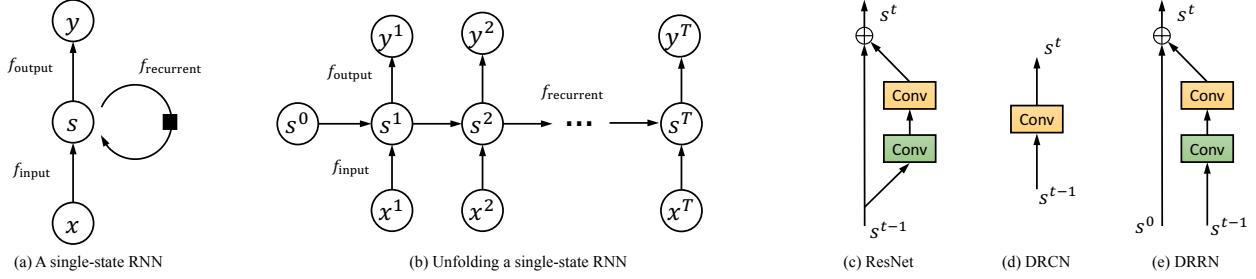 y
f_output
f_recurrent
s
f_input
x
(a) A single-state RNN
y^1 y^2 y^T
f_output
f_recurrent
s^0 s^1 s^2 ... s^T
f_input
x^1 x^2 x^T
(b) Unfolding a single-state RNN
s^t
Conv
Conv
s^{t-1}
(c) ResNet
s^t
Conv
s^{t-1}
(d) DRCN
s^t
Conv
Conv
s^0 s^{t-1}
(e) DRRN